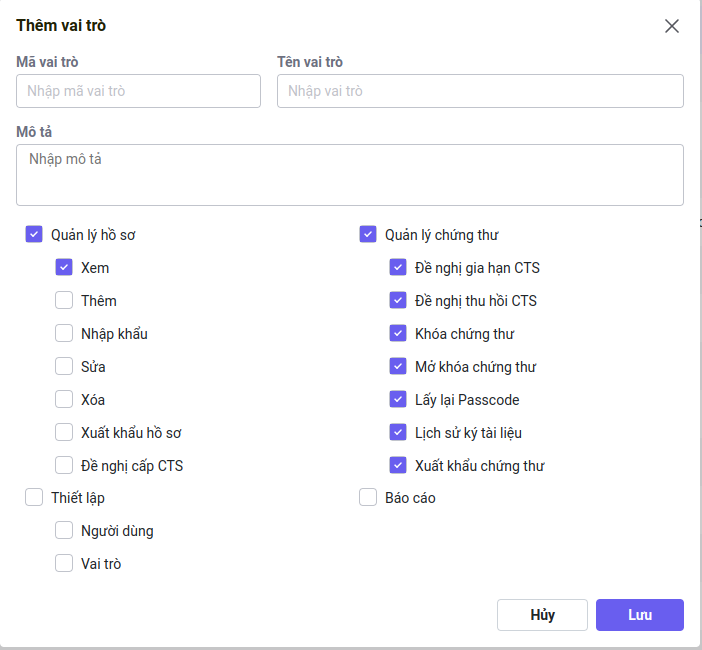 Thêm vai trò
Mã vai trò
Tên vai trò
Nhập mã vai trò
Nhập vai trò
Mô tả
Nhập mô tả
Quản lý hồ sơ
Xem
Thêm
Nhập khẩu
Sửa
Xóa
Xuất khẩu hồ sơ
Đề nghị cấp CTS
Thiết lập
Người dùng
Vai trò
Quản lý chứng thư
Đề nghị gia hạn CTS
Đề nghị thu hồi CTS
Khóa chứng thư
Mở khóa chứng thư
Lấy lại Passcode
Lịch sử ký tài liệu
Xuất khẩu chứng thư
Báo cáo
Hủy
Lưu